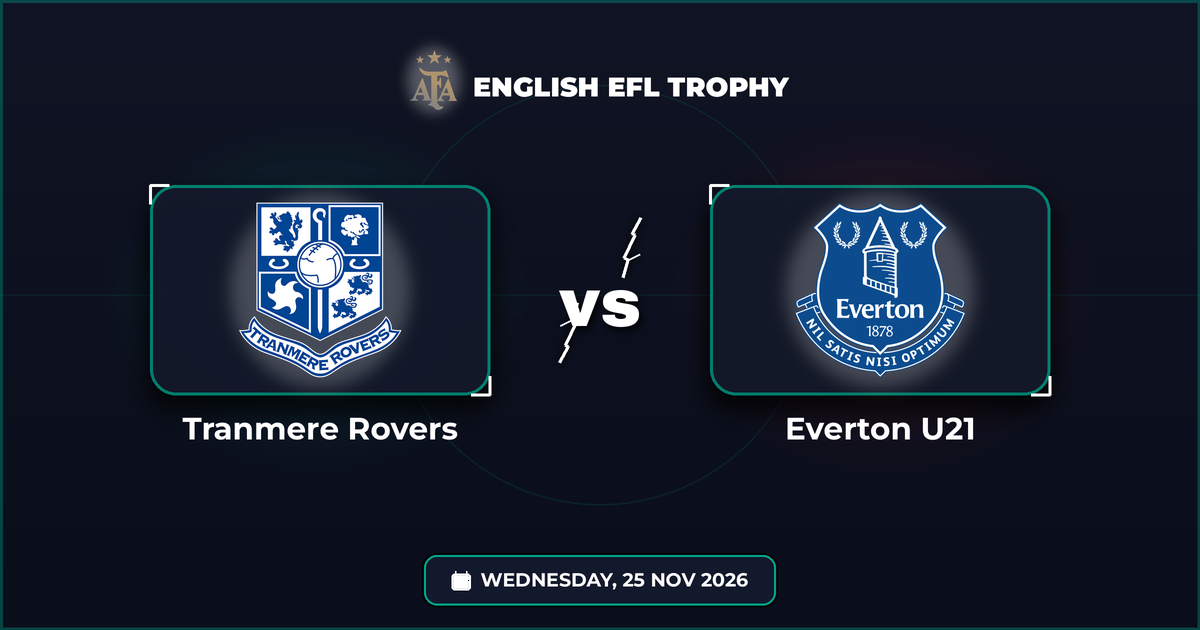 AFA
ENGLISH EFL TROPHY
TRANMERE ROVERS
Everton
1878
NIL SATIS NISI OPTIMUM
VS
Tranmere Rovers
Everton U21
WEDNESDAY, 25 NOV 2026